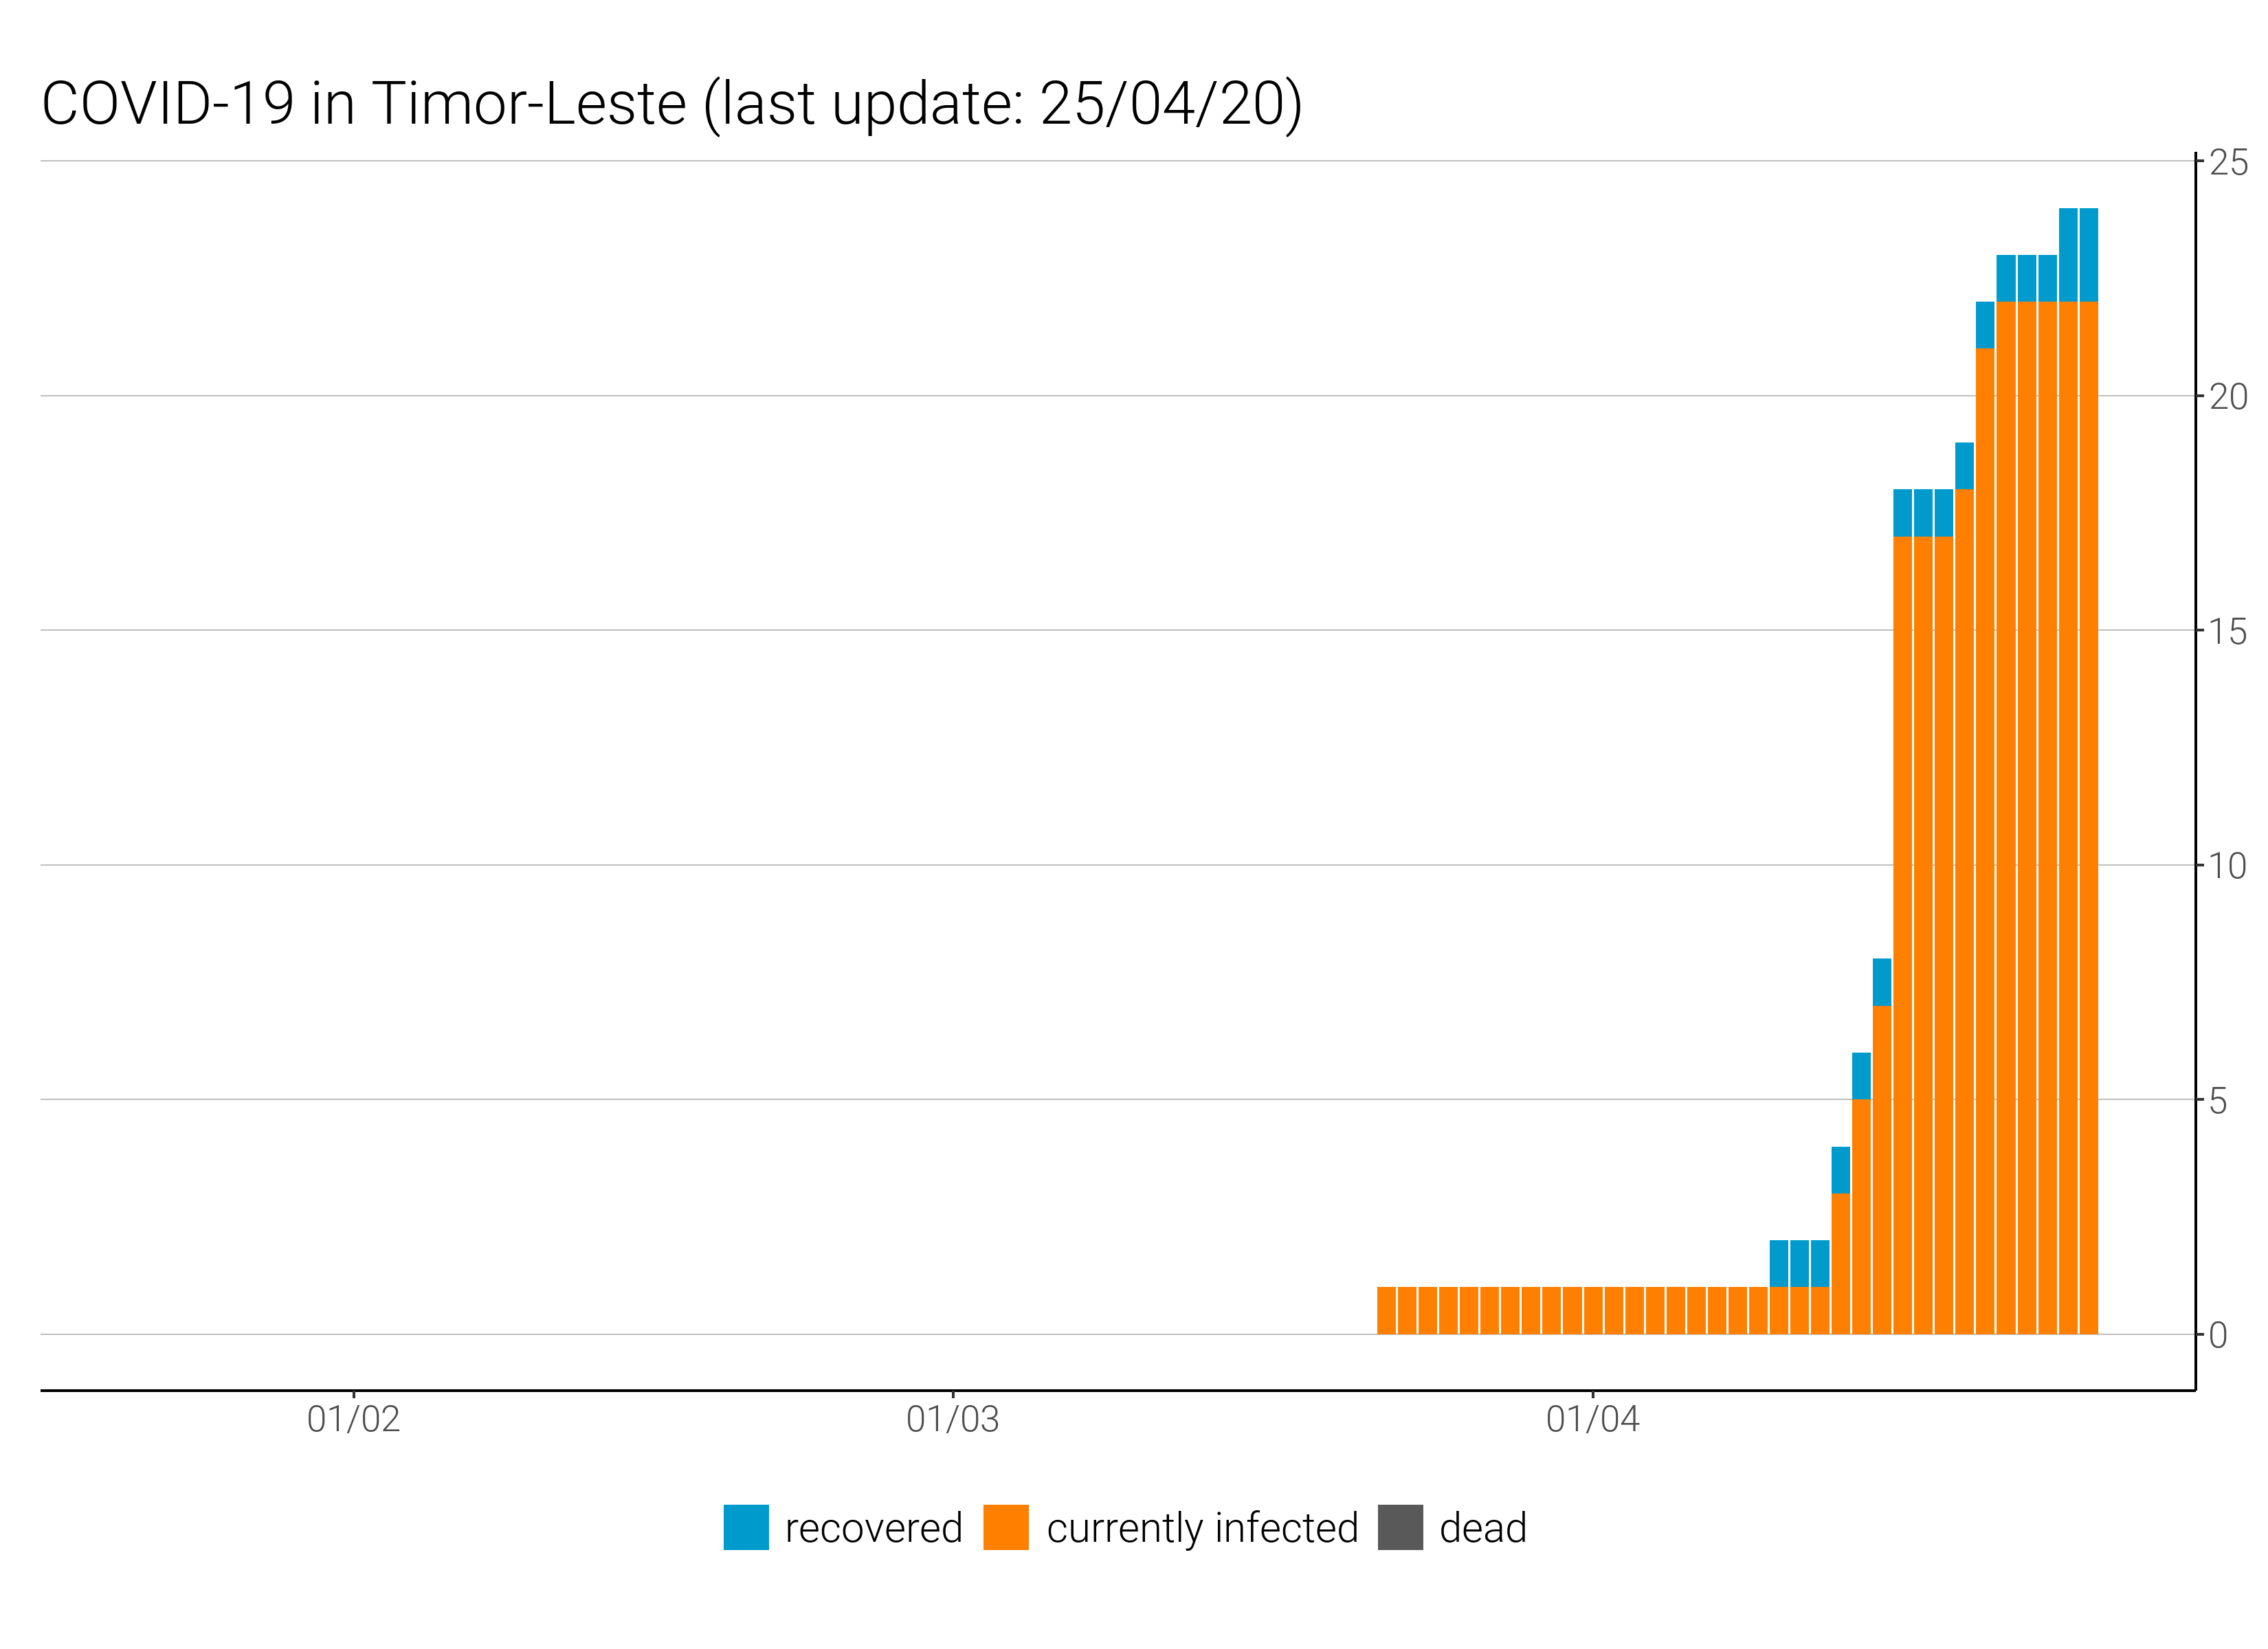 COVID-19 in Timor-Leste (last update: 25/04/20)
25
20
15
10
5
0
01/02 01/03 01/04
recovered currently infected dead